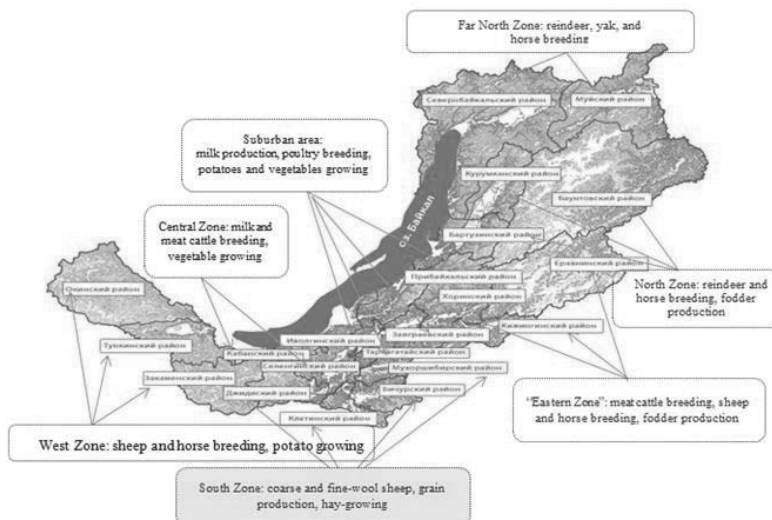 Far North Zone: reindeer, yak, and
horse breeding
Северобайкальский район
Муйский район
Suburban area:
milk production, poultry breeding,
potatoes and vegetables growing
Курумканский район
Баунтовский район
оз. Байкал
Central Zone: milk and
meat cattle breeding,
vegetable growing
Баргузинский район
Еравнинский район
Окинский район
Прибайкальский район
Хоринский район
North Zone: reindeer and
horse breeding, fodder
production
Тункинский район
Иволгинский район
Заиграевский район
Кижингинский район
Кабанский район
Тарбагатайский район
Селенгинский район
Мухоршибирский район
Закаменский район
Джидинский район
Бичурский район
Кяхтинский район
"Eastern Zone": meat cattle breeding, sheep
and horse breeding, fodder production
West Zone: sheep and horse breeding, potato growing
South Zone: coarse and fine-wool sheep, grain
production, hay-growing